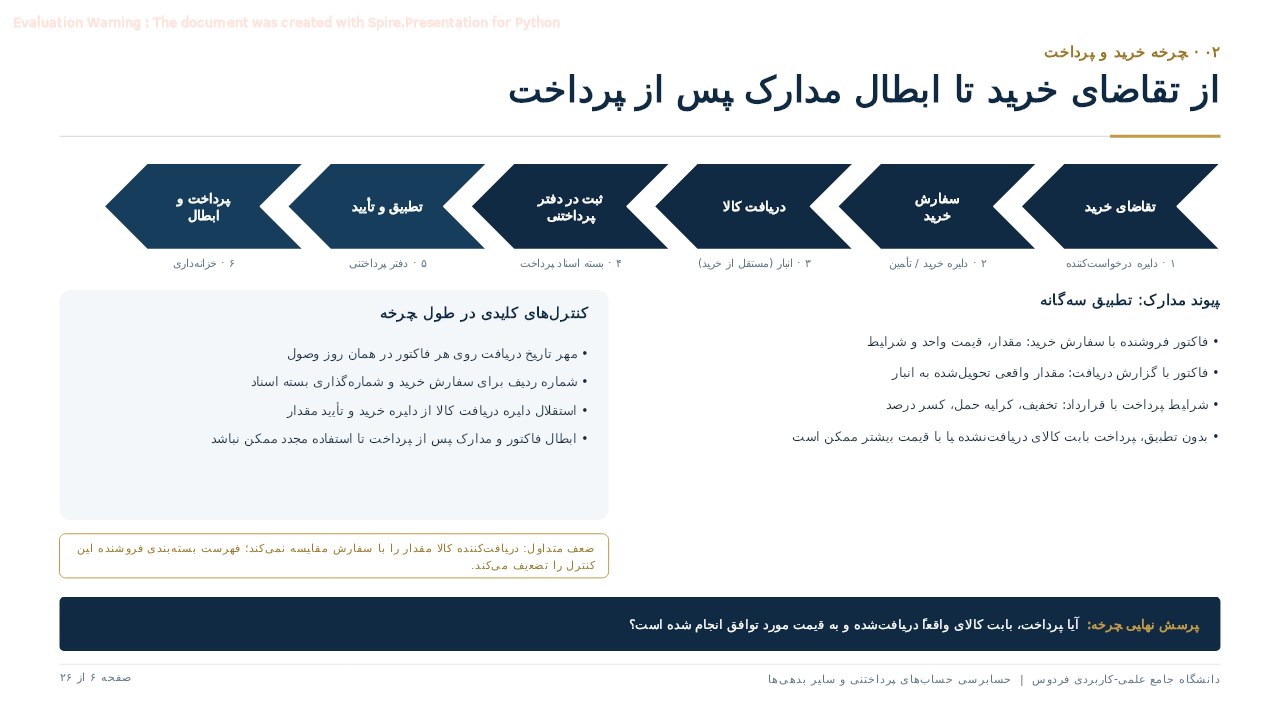 Evaluation Warning : The document was created with Spire.Presentation for Python
۰۲ · چرخه خرید و پرداخت
از تقاضای خرید تا ابطال مدارک پس از پرداخت
تقاضای خرید
سفارش
خرید
دریافت کالا
ثبت در دفتر
پرداختنی
تطبیق و تأیید
پرداخت و
ابطال
۱ · دایره درخواست‌کننده
۲ · دایره خرید / تأمین
۳ · انبار (مستقل از خرید)
۴ · بسته اسناد پرداخت
۵ · دفتر پرداختنی
۶ · خزانه‌داری
پیوند مدارک: تطبیق سه‌گانه
• فاکتور فروشنده با سفارش خرید: مقدار، قیمت واحد و شرایط
• فاکتور با گزارش دریافت: مقدار واقعی تحویل‌شده به انبار
• شرایط پرداخت با قرارداد: تخفیف، کرایه حمل، کسر درصد
• بدون تطبیق، پرداخت بابت کالای دریافت‌نشده یا با قیمت بیشتر ممکن است
کنترل‌های کلیدی در طول چرخه
• مهر تاریخ دریافت روی هر فاکتور در همان روز وصول
• شماره ردیف برای سفارش خرید و شماره‌گذاری بسته اسناد
• استقلال دایره دریافت کالا از دایره خرید و تأیید مقدار
• ابطال فاکتور و مدارک پس از پرداخت تا استفاده مجدد ممکن نباشد
ضعف متداول: دریافت‌کننده کالا مقدار را با سفارش مقایسه نمی‌کند؛ فهرست بسته‌بندی فروشنده این
کنترل را تضعیف می‌کند.
پرسش نهایی چرخه: آیا پرداخت، بابت کالای واقعاً دریافت‌شده و به قیمت مورد توافق انجام شده است؟
دانشگاه جامع علمی-کاربردی فردوس | حسابرسی حساب‌های پرداختنی و سایر بدهی‌ها
صفحه ۶ از ۲۶